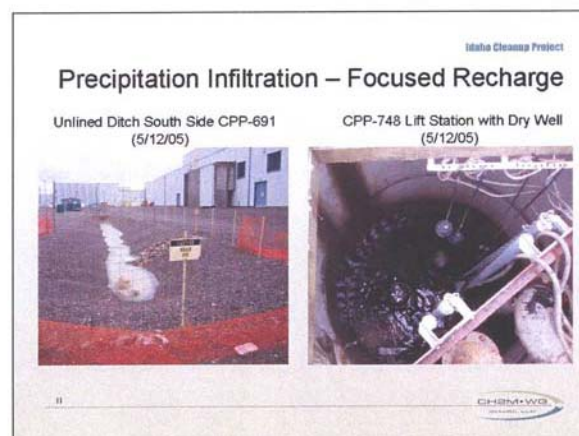 Idaho Cleanup Project
Precipitation Infiltration – Focused Recharge
Unlined Ditch South Side CPP-691
(5/12/05)
CPP-748 Lift Station with Dry Well
(5/12/05)
11
CH2M•WG